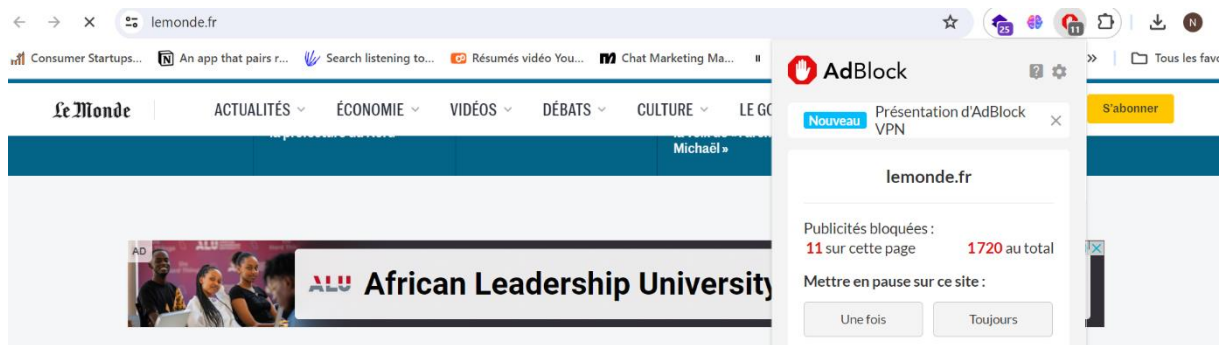 lemonde.fr
25
11
N
Consumer Startups...
An app that pairs r...
Search listening to...
Résumés vidéo You...
Chat Marketing Ma...
»
Tous les favo
AdBlock
Nouveau
Présentation d'AdBlock
VPN
Le Monde
ACTUALITÉS
ÉCONOMIE
VIDÉOS
DÉBATS
CULTURE
LE GO
S'abonner
Michaël »
lemonde.fr
Publicités bloquées :
11 sur cette page
1720 au total
Mettre en pause sur ce site :
Une fois
Toujours
AD
ALU African Leadership University